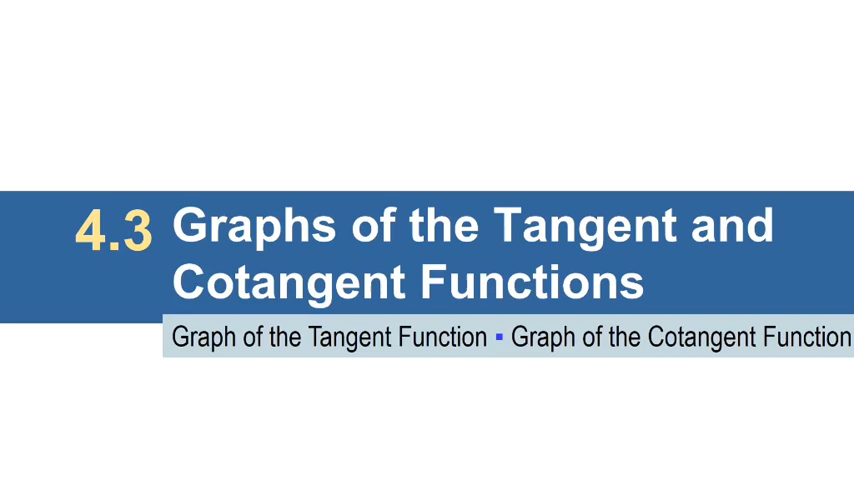 4.3 Graphs of the Tangent and
Cotangent Functions
Graph of the Tangent Function ▪ Graph of the Cotangent Function